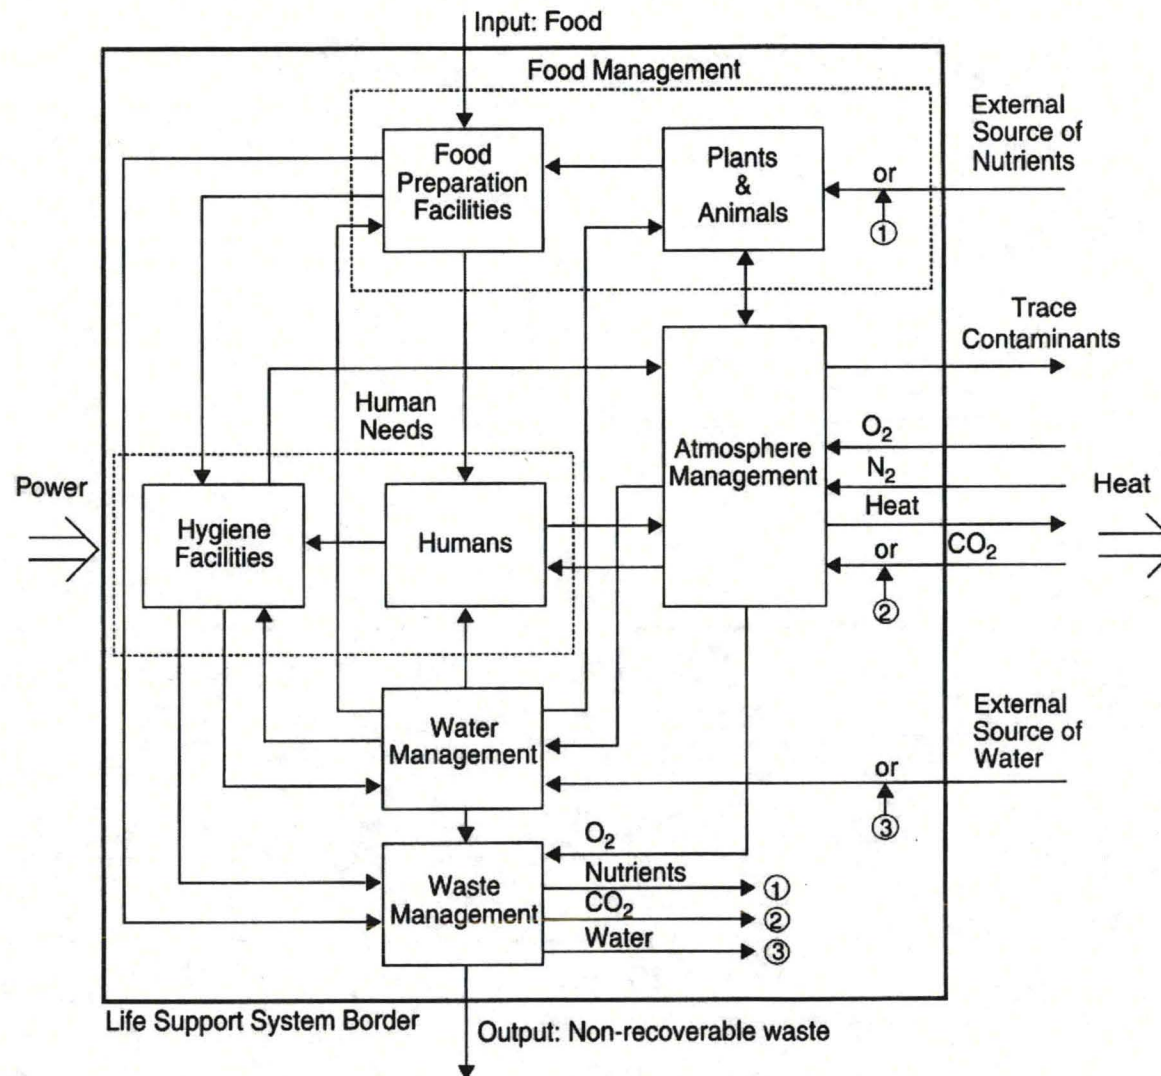 Input: Food
Food Management
External
Source of
Nutrients
Food
Preparation
Facilities
Plants
&
Animals
or
①
Trace
Contaminants
Human
Needs
O₂
Atmosphere
Management
N₂
Power
Heat
Heat
Hygiene
Facilities
Humans
or
CO₂
②
External
Source of
Water
Water
Management
or
③
O₂
Waste
Management
Nutrients
①
CO₂
②
Water
③
Life Support System Border
Output: Non-recoverable waste